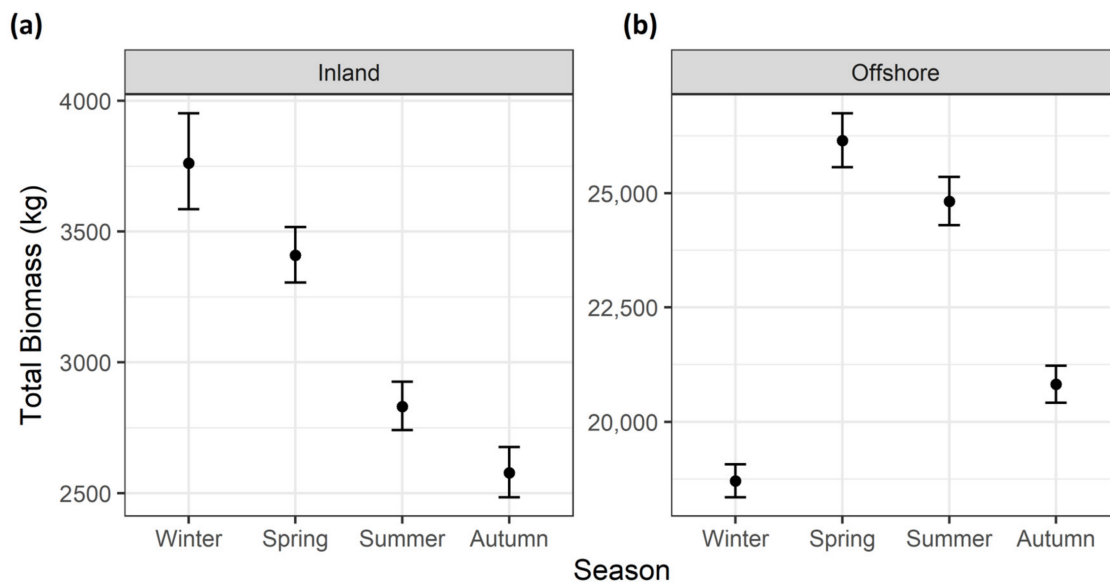 (a)
(b)
Inland
Offshore
Total Biomass (kg)
4000
3500
3000
2500
25,000
22,500
20,000
Winter Spring Summer Autumn
Winter Spring Summer Autumn
Season